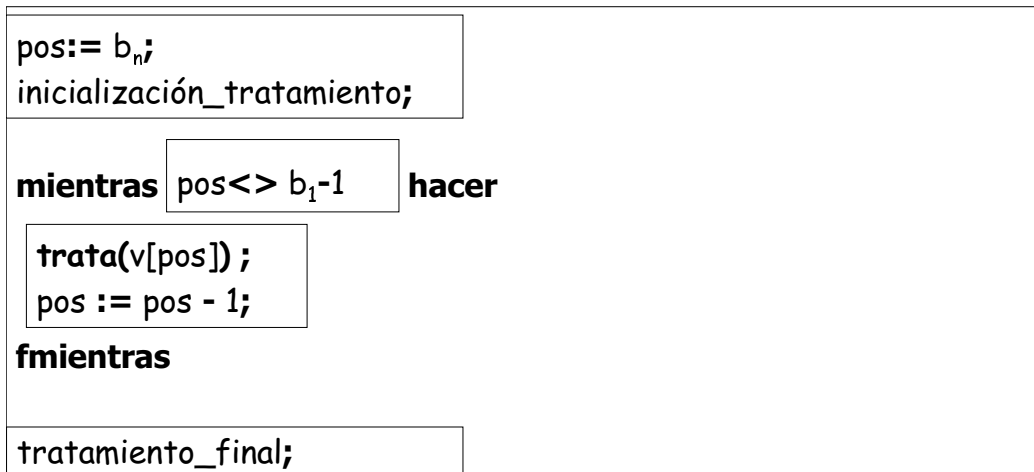 pos:= bₙ;
inicialización_tratamiento;
mientras pos<> b₁-1 hacer
trata(v[pos]) ;
pos := pos - 1;
fmientras
tratamiento_final;